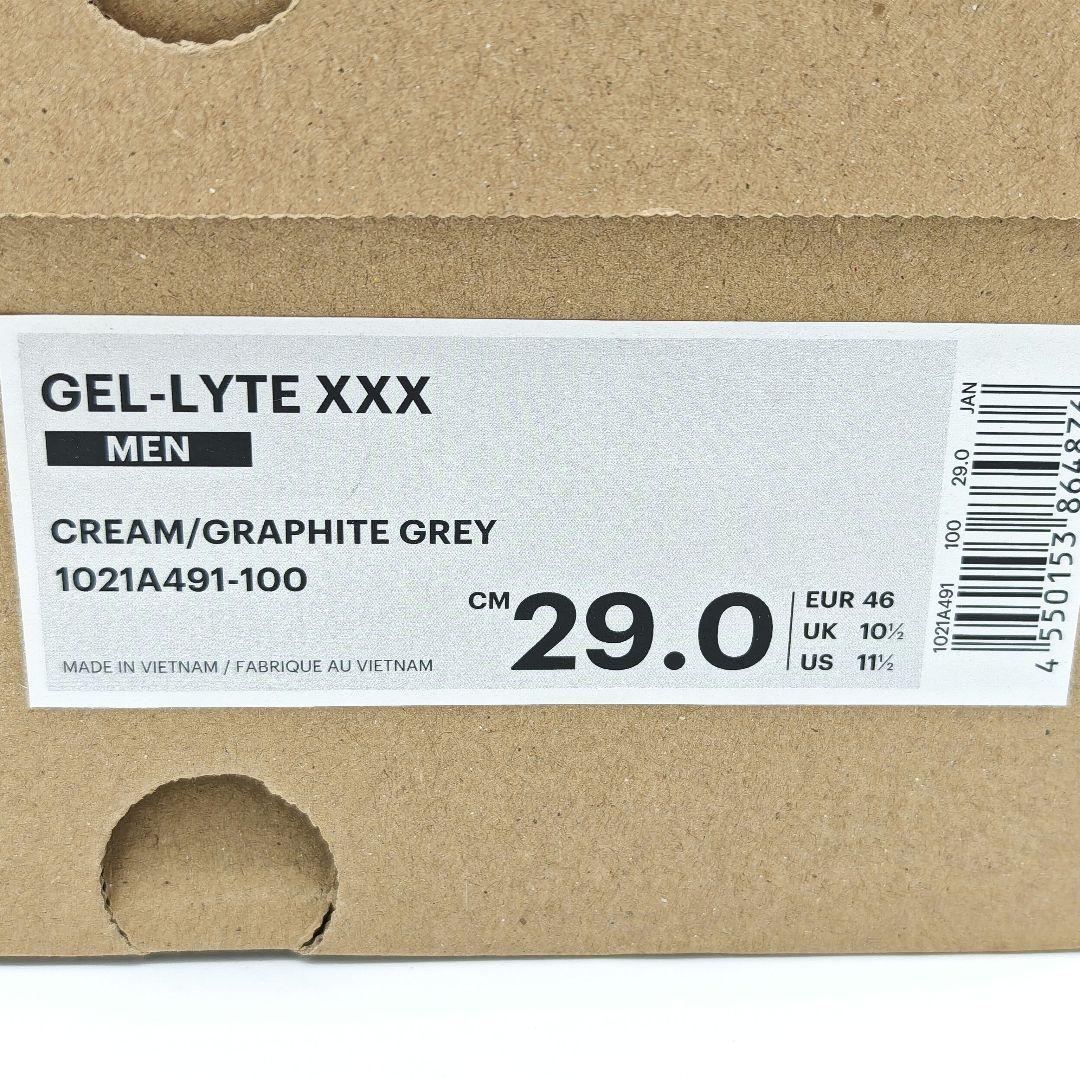 GEL-LYTE XXX
MEN
CREAM/GRAPHITE GREY
1021A491-100
MADE IN VIETNAM / FABRIQUE AU VIETNAM
CM 29.0
EUR 46
UK 10½
US 11½
1021A491 100 29.0 JAN
4 550153 864876